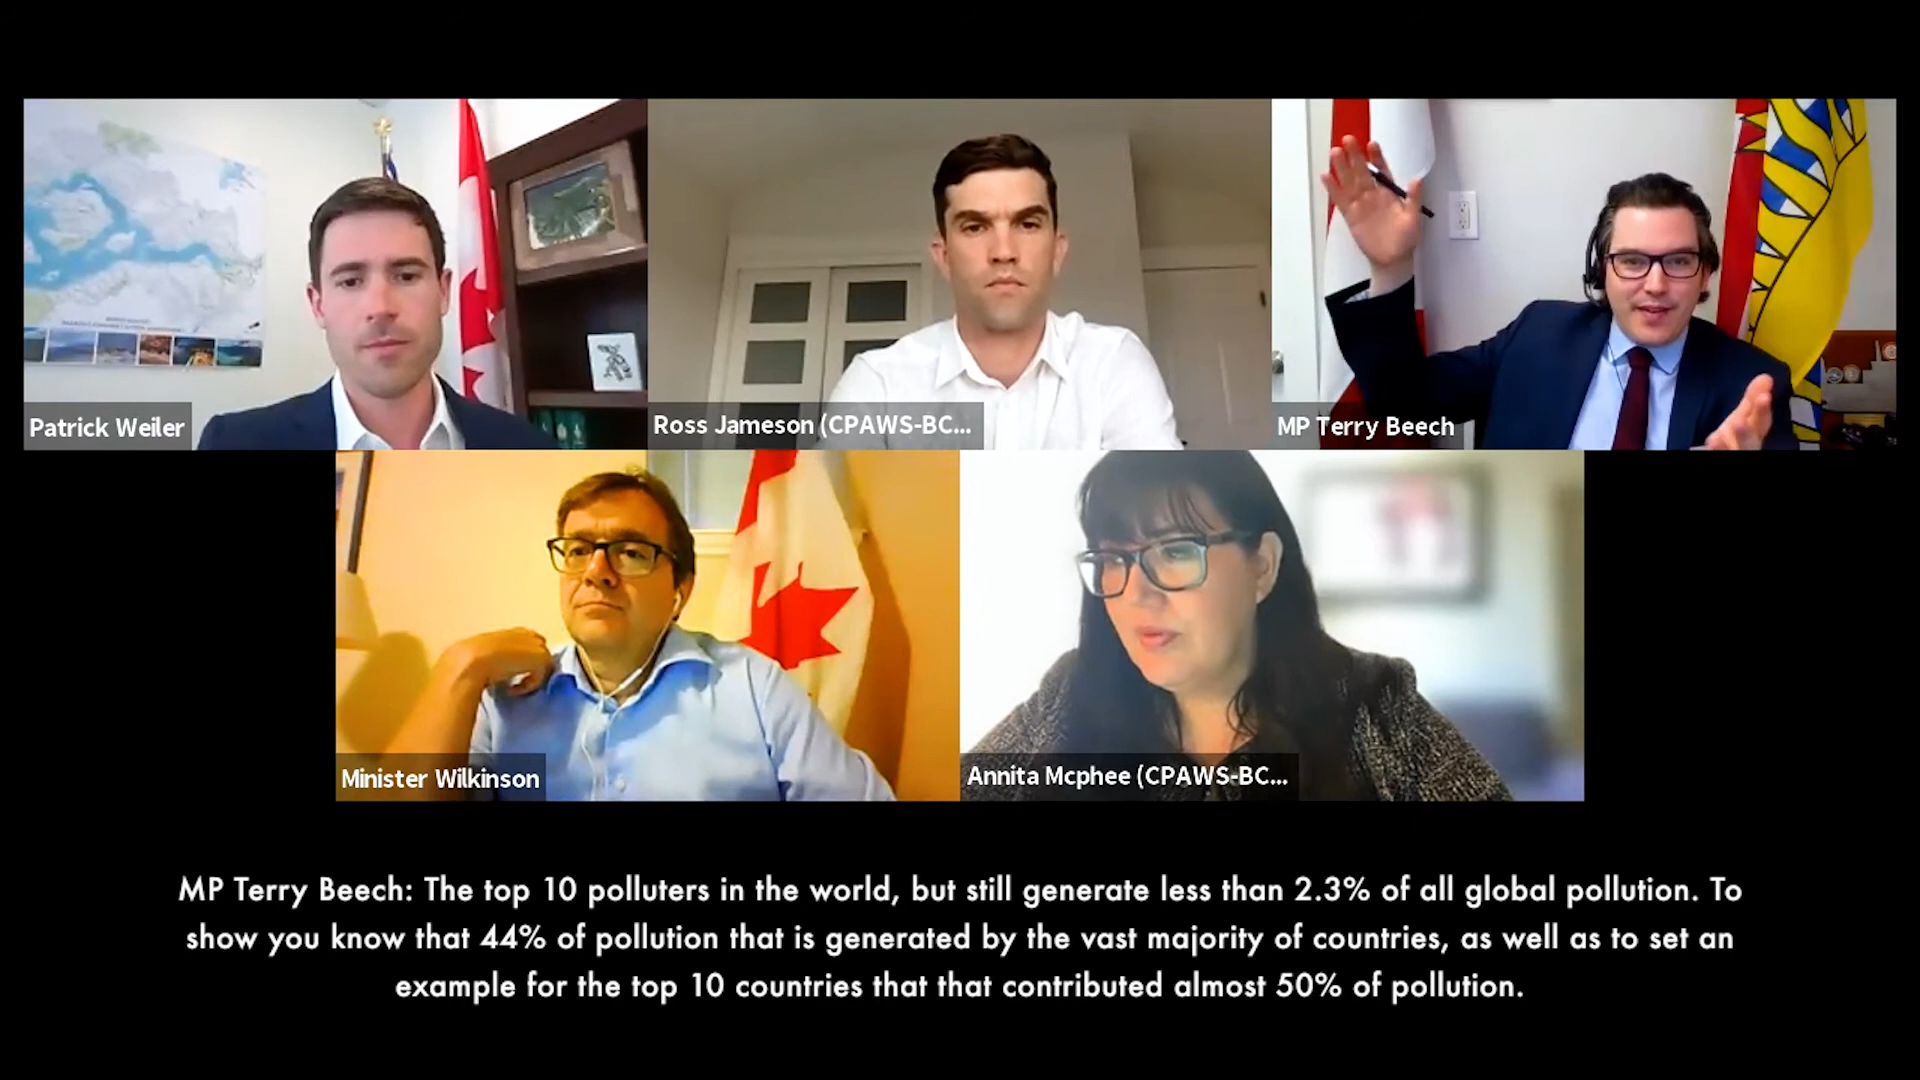 Patrick Weiler
Ross Jameson (CPAWS-BC...
MP Terry Beech
Minister Wilkinson
Annita Mcphee (CPAWS-BC...
MP Terry Beech: The top 10 polluters in the world, but still generate less than 2.3% of all global pollution. To
show you know that 44% of pollution that is generated by the vast majority of countries, as well as to set an
example for the top 10 countries that that contributed almost 50% of pollution.